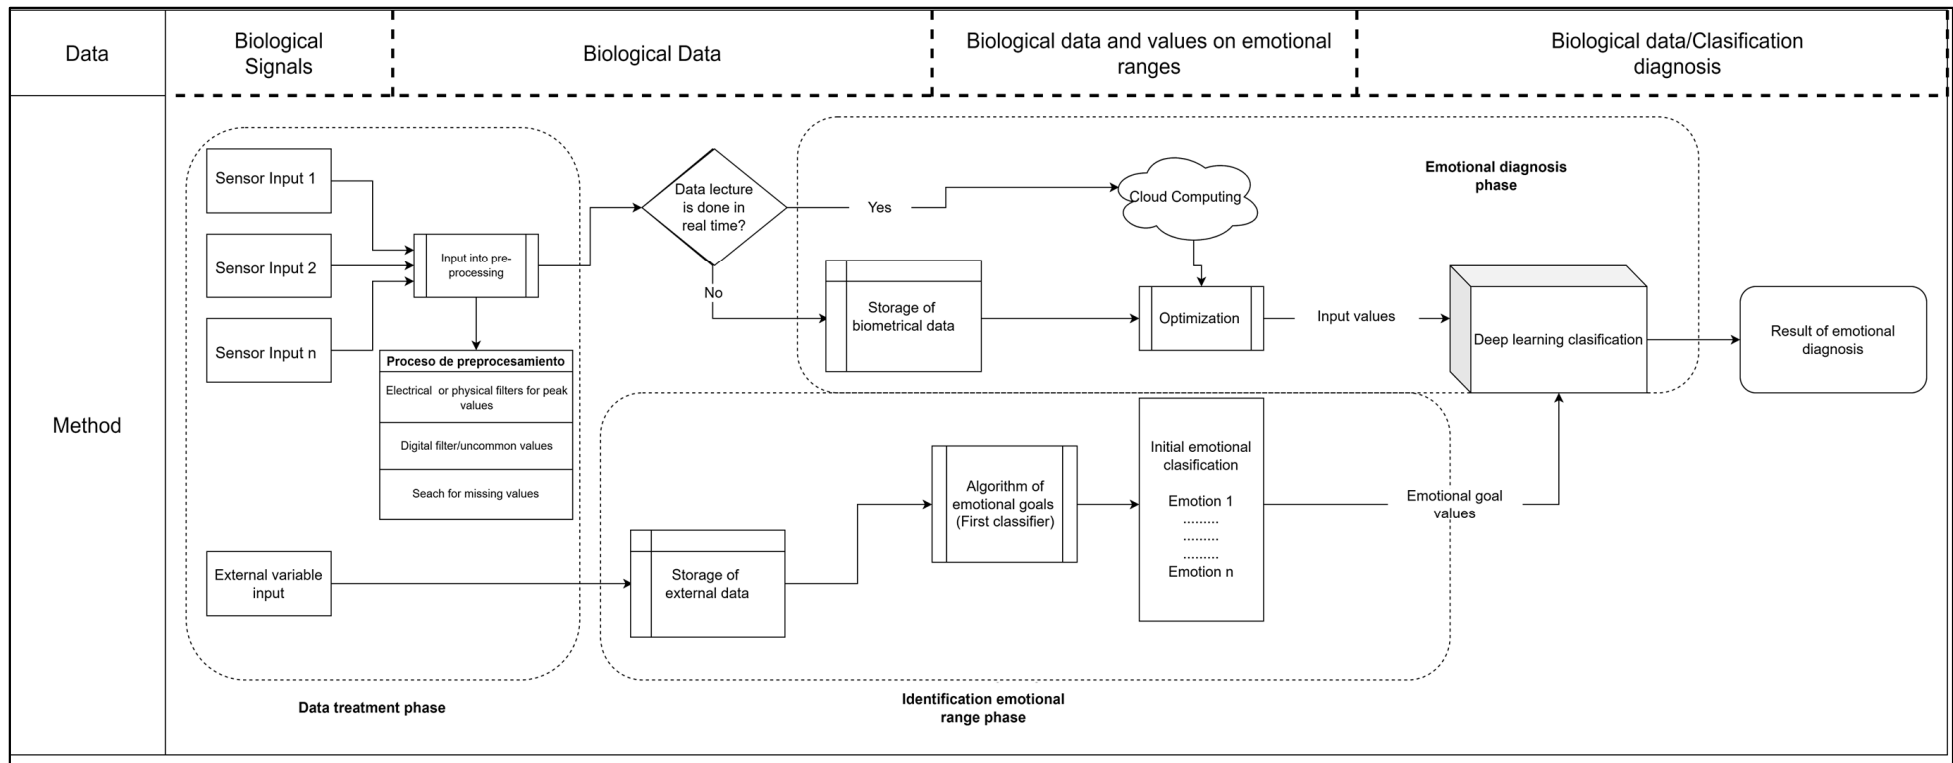 Data
Biological
Signals
Biological Data
Biological data and values on emotional
ranges
Biological data/Clasification
diagnosis
Method
Sensor Input 1
Sensor Input 2
Sensor Input n
Input into pre-
processing
Proceso de preprocesamiento
Electrical or physical filters for peak
values
Digital filter/uncommon values
Seach for missing values
External variable
input
Data treatment phase
Data lecture
is done in
real time?
Yes
No
Cloud Computing
Emotional diagnosis
phase
Storage of
biometrical data
Optimization
Input values
Deep learning clasification
Result of emotional
diagnosis
Storage of
external data
Algorithm of
emotional goals
(First classifier)
Initial emotional
clasification
Emotion 1
.........
.........
.........
Emotion n
Emotional goal
values
Identification emotional
range phase